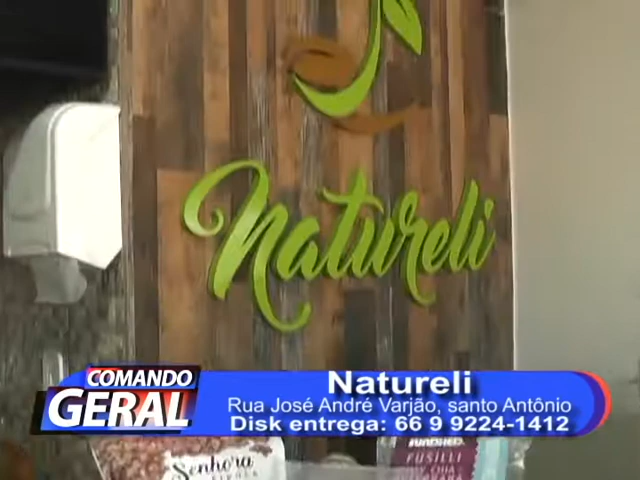 Natureli
COMANDO
GERAL
Natureli
Rua José André Varjão, santo Antônio
Disk entrega: 66 9 9224-1412
Senhora
FUSILLI